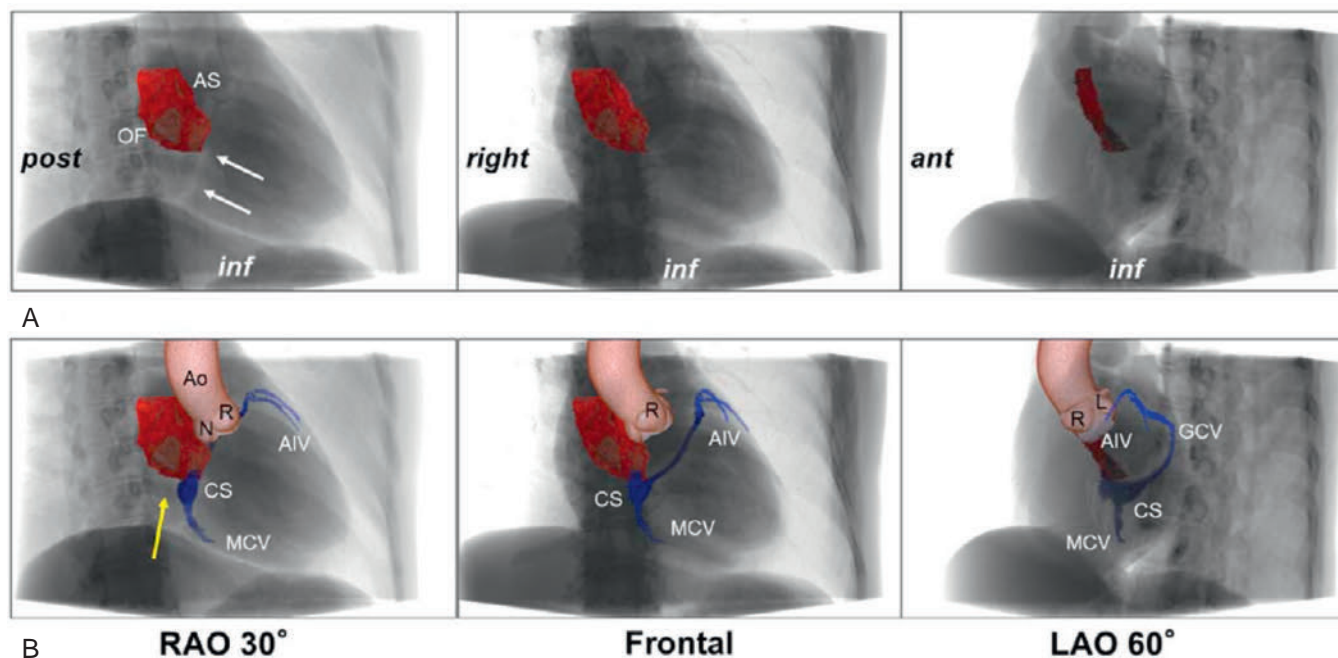 AS
OF
post
inf
right
inf
ant
inf
A
Ao
R
N
AIV
CS
MCV
R
AIV
CS
MCV
L
R
AIV
GCV
CS
MCV
B
RAO 30°
Frontal
LAO 60°